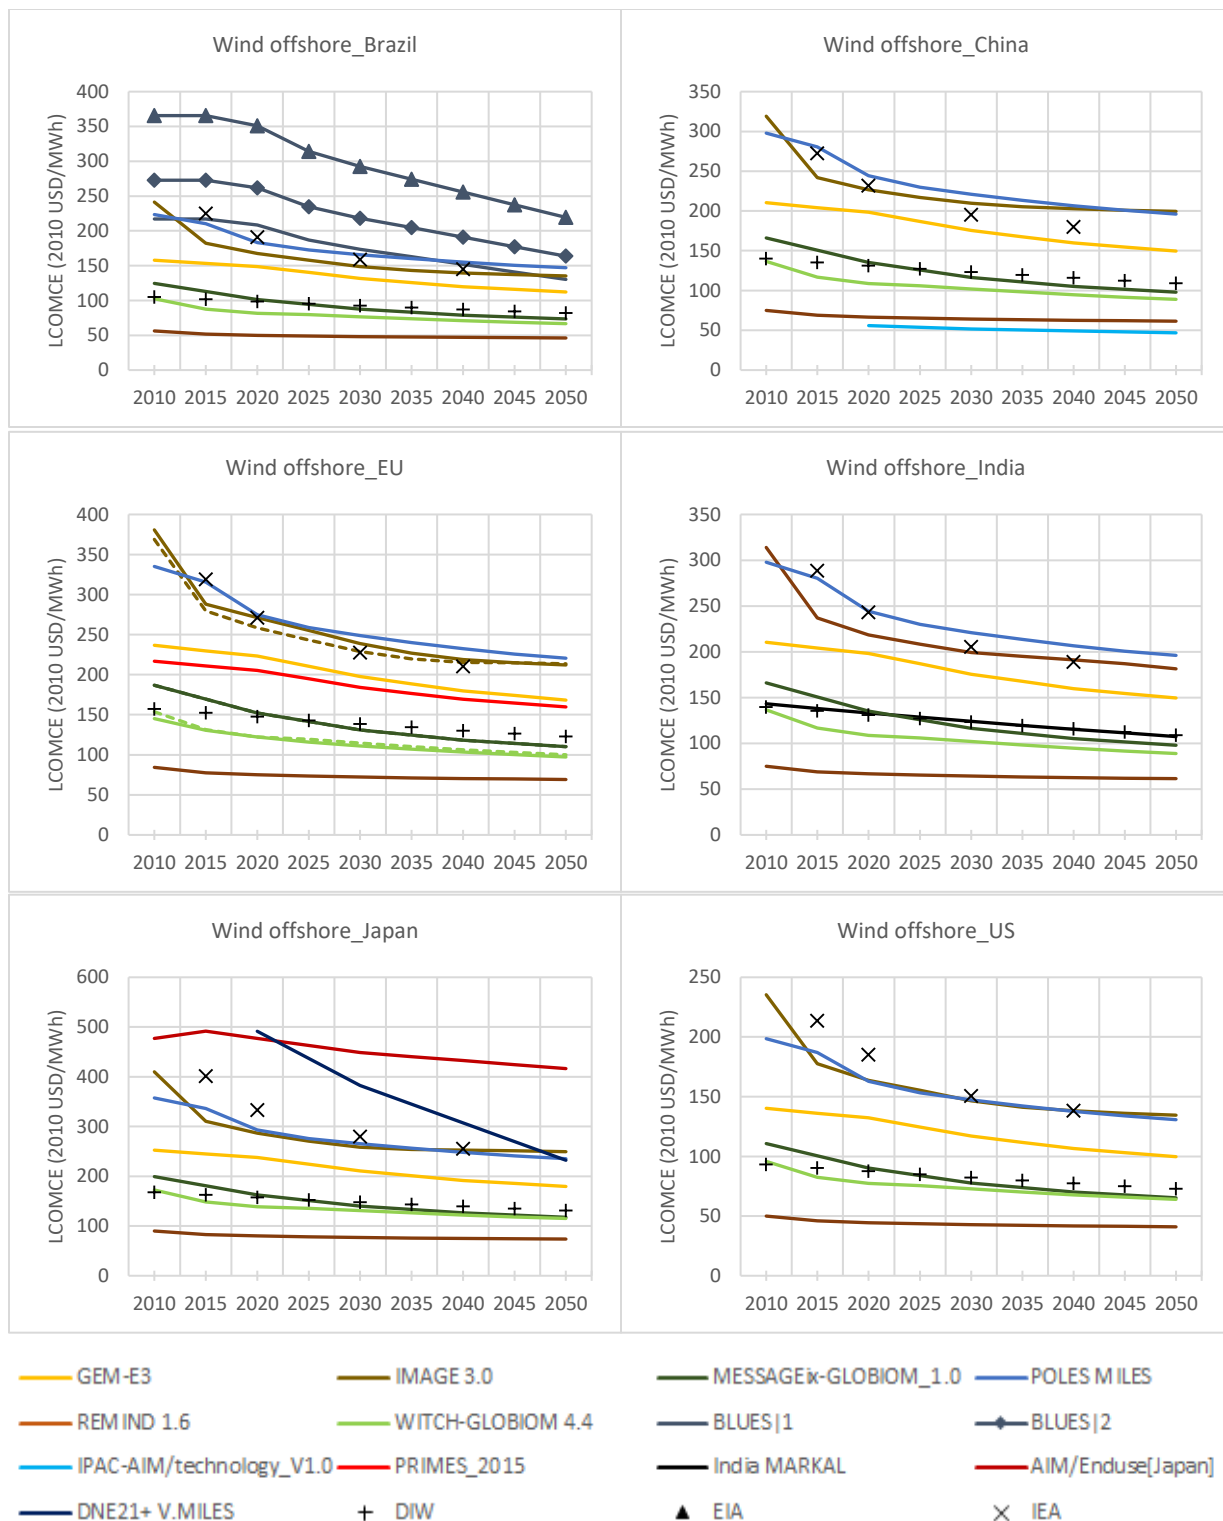 Wind offshore_Brazil
LCOMCE (2010 USD/MWh)
400
350
300
250
200
150
100
50
0
2010 2015 2020 2025 2030 2035 2040 2045 2050
Wind offshore_China
LCOMCE (2010 USD/MWh)
350
300
250
200
150
100
50
0
2010 2015 2020 2025 2030 2035 2040 2045 2050
Wind offshore_EU
LCOMCE (2010 USD/MWh)
400
350
300
250
200
150
100
50
0
2010 2015 2020 2025 2030 2035 2040 2045 2050
Wind offshore_India
LCOMCE (2010 USD/MWh)
350
300
250
200
150
100
50
0
2010 2015 2020 2025 2030 2035 2040 2045 2050
Wind offshore_Japan
LCOMCE (2010 USD/MWh)
600
500
400
300
200
100
0
2010 2015 2020 2025 2030 2035 2040 2045 2050
Wind offshore_US
LCOMCE (2010 USD/MWh)
250
200
150
100
50
0
2010 2015 2020 2025 2030 2035 2040 2045 2050
GEM-E3 IMAGE 3.0 MESSAGEix-GLOBIOM_1.0 POLES MILES
REMIND 1.6 WITCH-GLOBIOM 4.4 BLUES|1 BLUES|2
IPAC-AIM/technology_V1.0 PRIMES_2015 India MARKAL AIM/Enduse[Japan]
DNE21+ V.MILES DIW EIA IEA